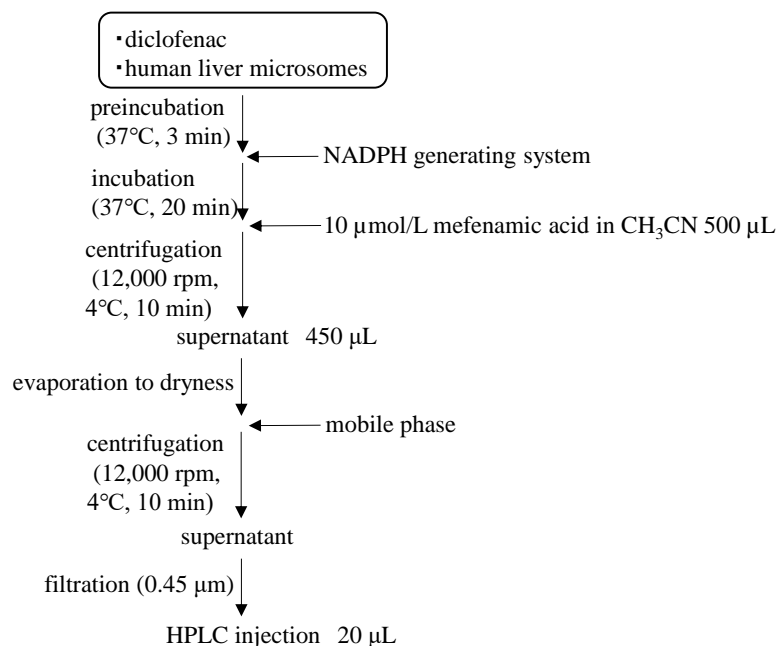 ・diclofenac
・human liver microsomes
preincubation
(37℃, 3 min)
NADPH generating system
incubation
(37℃, 20 min)
10 μmol/L mefenamic acid in CH₃CN 500 μL
centrifugation
(12,000 rpm,
4℃, 10 min)
supernatant 450 μL
evaporation to dryness
mobile phase
centrifugation
(12,000 rpm,
4℃, 10 min)
supernatant
filtration (0.45 μm)
HPLC injection 20 μL